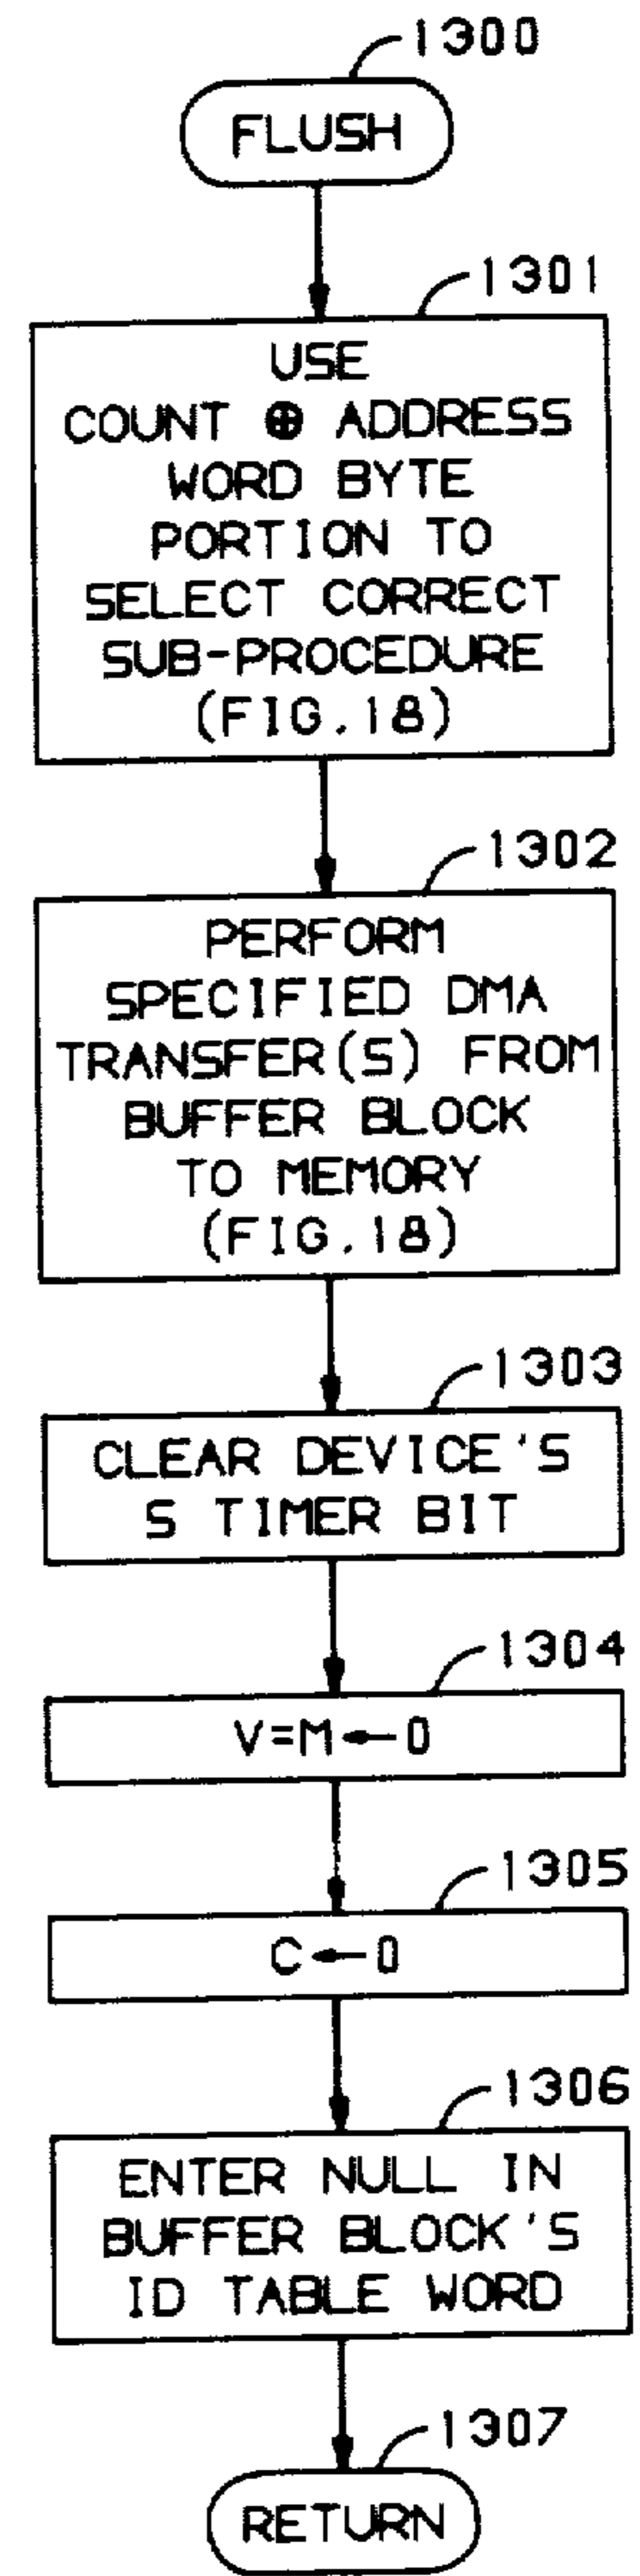 1300
FLUSH
1301
USE
COUNT ⊕ ADDRESS
WORD BYTE
PORTION TO
SELECT CORRECT
SUB-PROCEDURE
(FIG.18)
1302
PERFORM
SPECIFIED DMA
TRANSFER(S) FROM
BUFFER BLOCK
TO MEMORY
(FIG.18)
1303
CLEAR DEVICE'S
S TIMER BIT
1304
V=M←0
1305
C←0
1306
ENTER NULL IN
BUFFER BLOCK'S
ID TABLE WORD
1307
RETURN